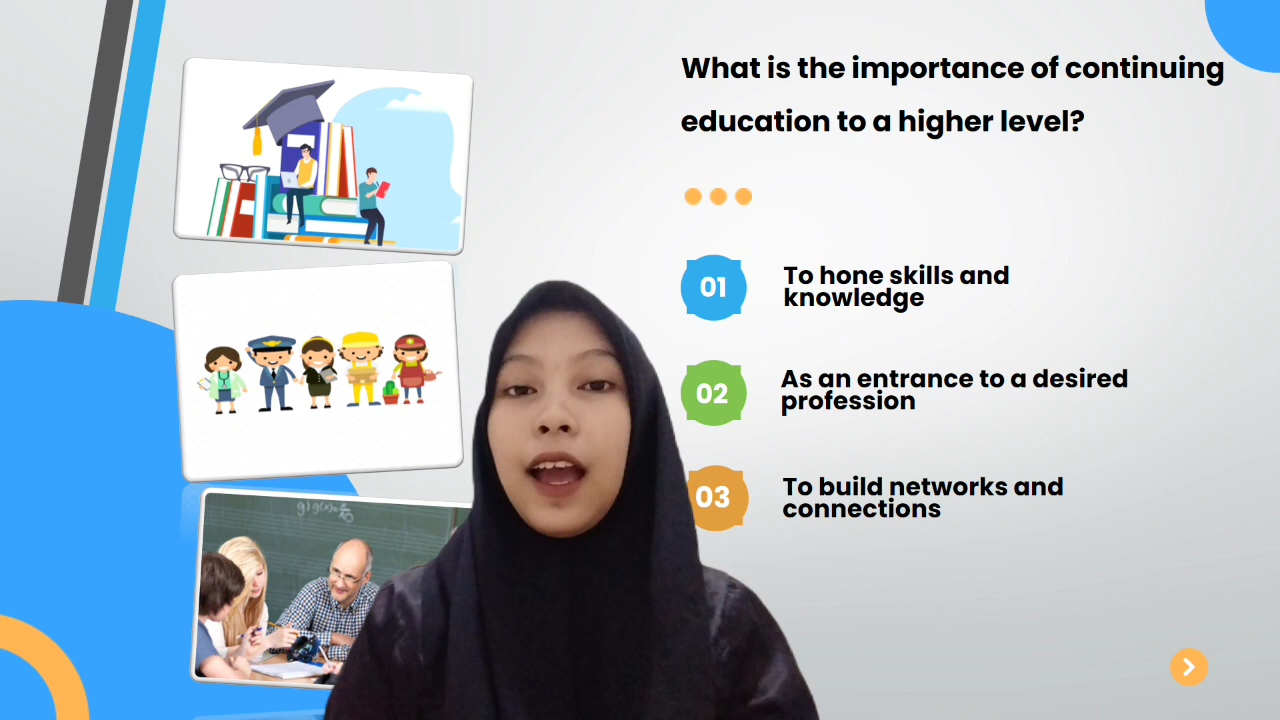 What is the importance of continuing
education to a higher level?
01
To hone skills and
knowledge
02
As an entrance to a desired
profession
03
To build networks and
connections